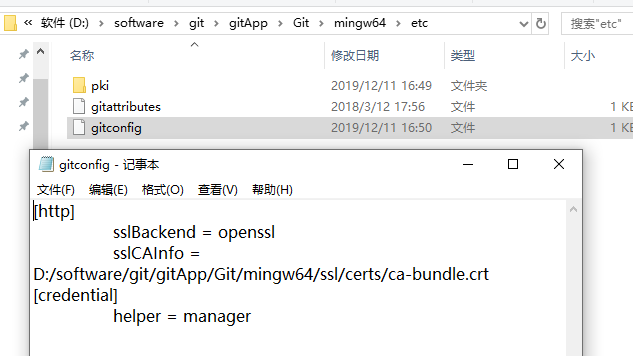 « 软件 (D:) › software › git › gitApp › Git › mingw64 › etc
搜索"etc"
名称 修改日期 类型 大小
pki 2019/12/11 16:49 文件夹
gitattributes 2018/3/12 17:56 文件 1 KB
gitconfig 2019/12/11 16:50 文件 1 KB
gitconfig - 记事本
文件(F) 编辑(E) 格式(O) 查看(V) 帮助(H)
[http]
sslBackend = openssl
sslCAInfo =
D:/software/git/gitApp/Git/mingw64/ssl/certs/ca-bundle.crt
[credential]
helper = manager